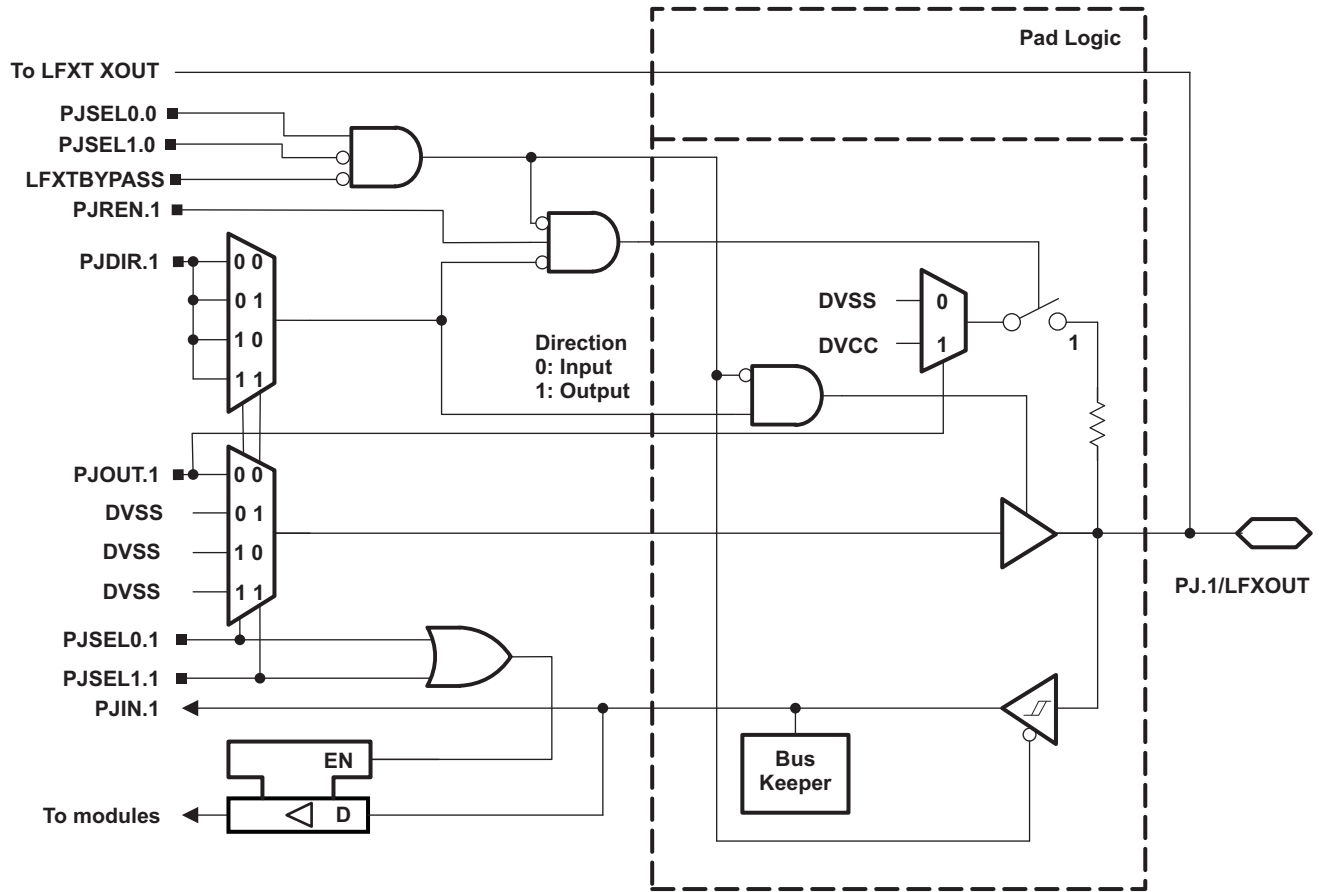 Pad Logic
To LFXT XOUT
PJSEL0.0
PJSEL1.0
LFXTBYPASS
PJREN.1
PJDIR.1
0 0
0 1
1 0
1 1
Direction
0: Input
1: Output
DVSS
0
DVCC
1
1
PJOUT.1
0 0
DVSS
0 1
DVSS
1 0
DVSS
1 1
PJ.1/LFXOUT
PJSEL0.1
PJSEL1.1
PJIN.1
EN
Bus
Keeper
To modules
D